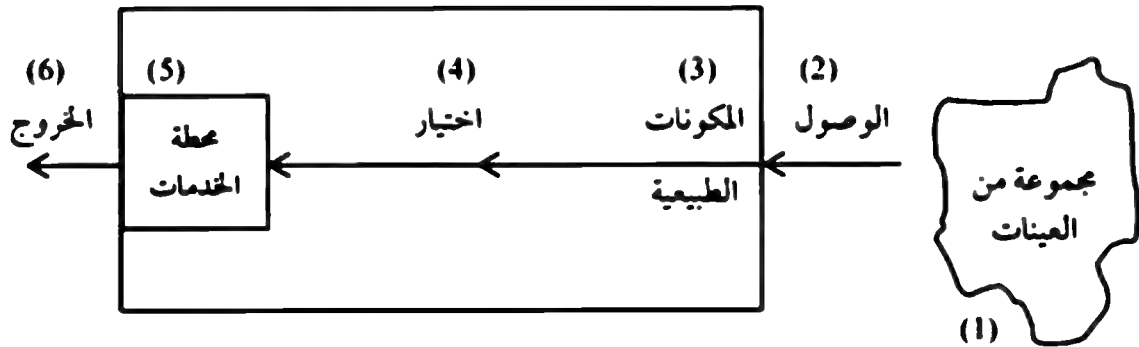 (1)
مجموعة من
العينات
(2)
الوصول
(3)
المكونات
الطبيعية
(4)
اختيار
(5)
محطة
الخدمات
(6)
الخروج